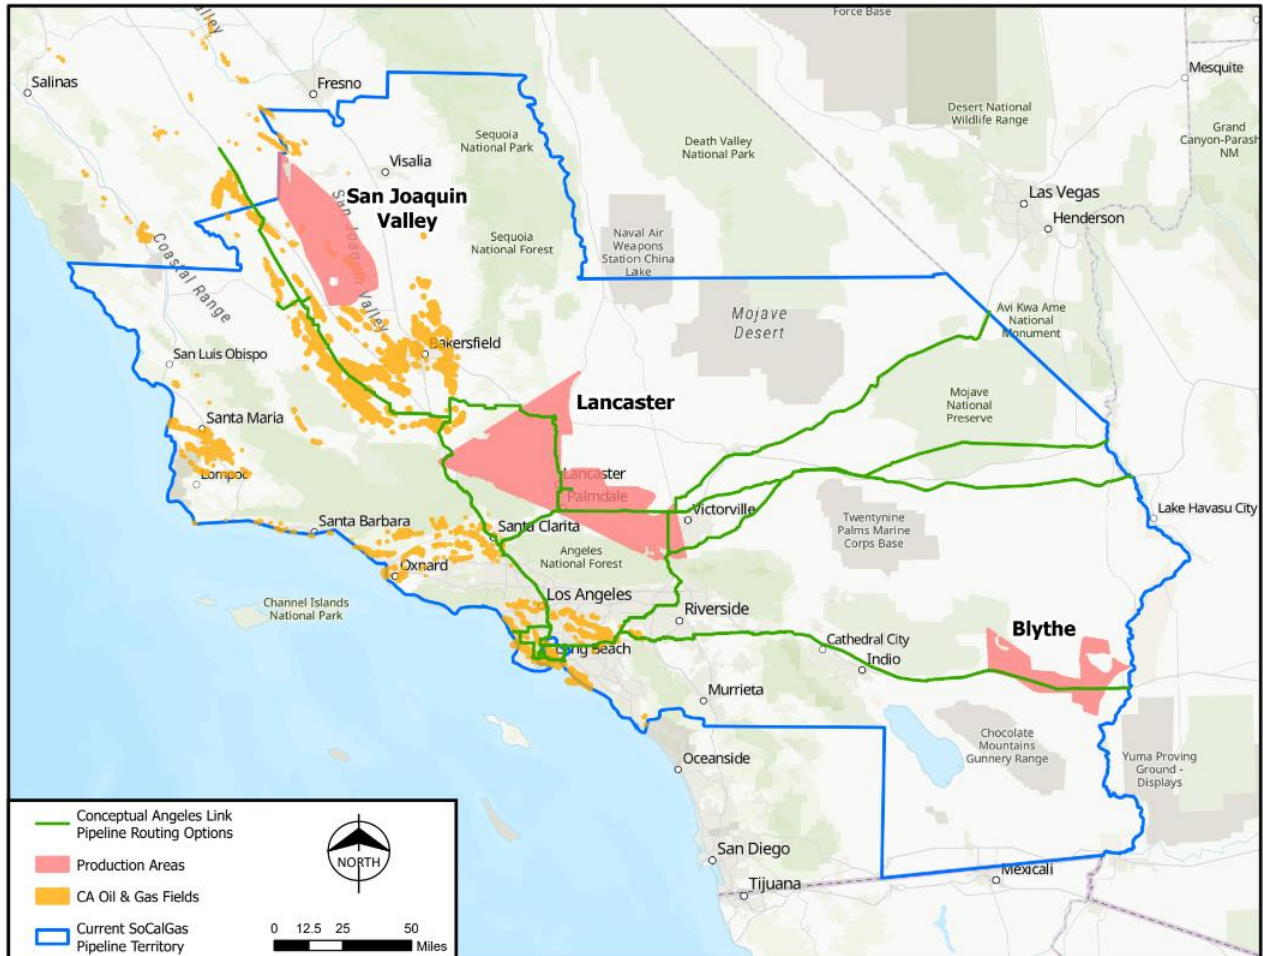 Force Base
alley
Salinas
Fresno
Mesquite
Desert National
Wildlife Range
Grand
Canyon-Parash
NM
Sequoia
National Park
Death Valley
National Park
Visalia
San Joaquin
Valley
San Joaquin Valley
Las Vegas
Henderson
Coastal Range
Sequoia
National Forest
Naval Air
Weapons
Station China
Lake
Mojave
Desert
Avi Kwa Ame
National
Monument
San Luis Obispo
Bakersfield
Lancaster
Mojave
National
Preserve
Santa Maria
Lompoc
Lancaster
Palmdale
Victorville
Lake Havasu City
Santa Barbara
Santa Clarita
Twentynine
Palms Marine
Corps Base
Oxnard
Angeles
National Forest
Channel Islands
National Park
Los Angeles
Riverside
Blythe
Long Beach
Cathedral City
Indio
Murrieta
Chocolate
Mountains
Gunnery Range
Yuma Proving
Ground -
Displays
Oceanside
San Diego
Tijuana
Mexicali
Conceptual Angeles Link
Pipeline Routing Options
Production Areas
CA Oil & Gas Fields
Current SoCalGas
Pipeline Territory
NORTH
0 12.5 25 50
Miles